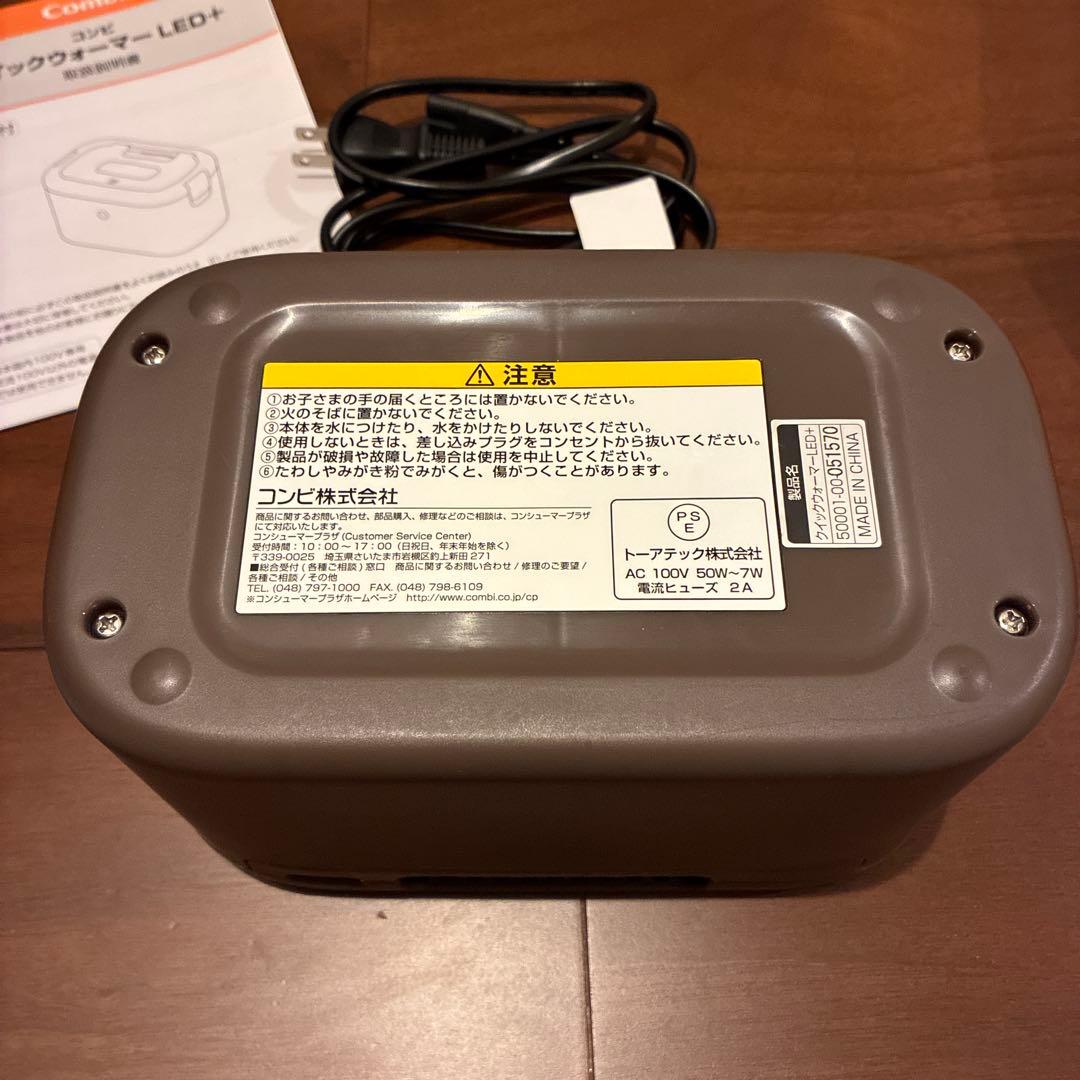 Combi
コンビ
イックウォーマー LED+
取扱説明書
⚠ 注意
①お子さまの手の届くところには置かないでください。
②火のそばに置かないでください。
③本体を水につけたり、水をかけたりしないでください。
④使用しないときは、差し込みプラグをコンセントから抜いてください。
⑤製品が破損や故障した場合は使用を中止してください。
⑥たわしやみがき粉でみがくと、傷がつくことがあります。
コンビ株式会社
商品に関するお問い合わせ、部品購入、修理などのご相談は、コンシューマープラザ
にて対応いたします。
コンシューマープラザ(Customer Service Center)
受付時間：10：00〜17：00（日祝日、年末年始を除く）
〒339-0025 埼玉県さいたま市岩槻区釣上新田 271
■総合受付(各種ご相談)窓口 商品に関するお問い合わせ/修理のご要望/
各種ご相談/その他
TEL. (048) 797-1000 FAX. (048) 798-6109
※コンシューマープラザホームページ http://www.combi.co.jp/cp
PS
E
トーアテック株式会社
AC 100V 50W〜7W
電流ヒューズ 2A
製品名
クイックウォーマーLED+
50001-00-051570
MADE IN CHINA